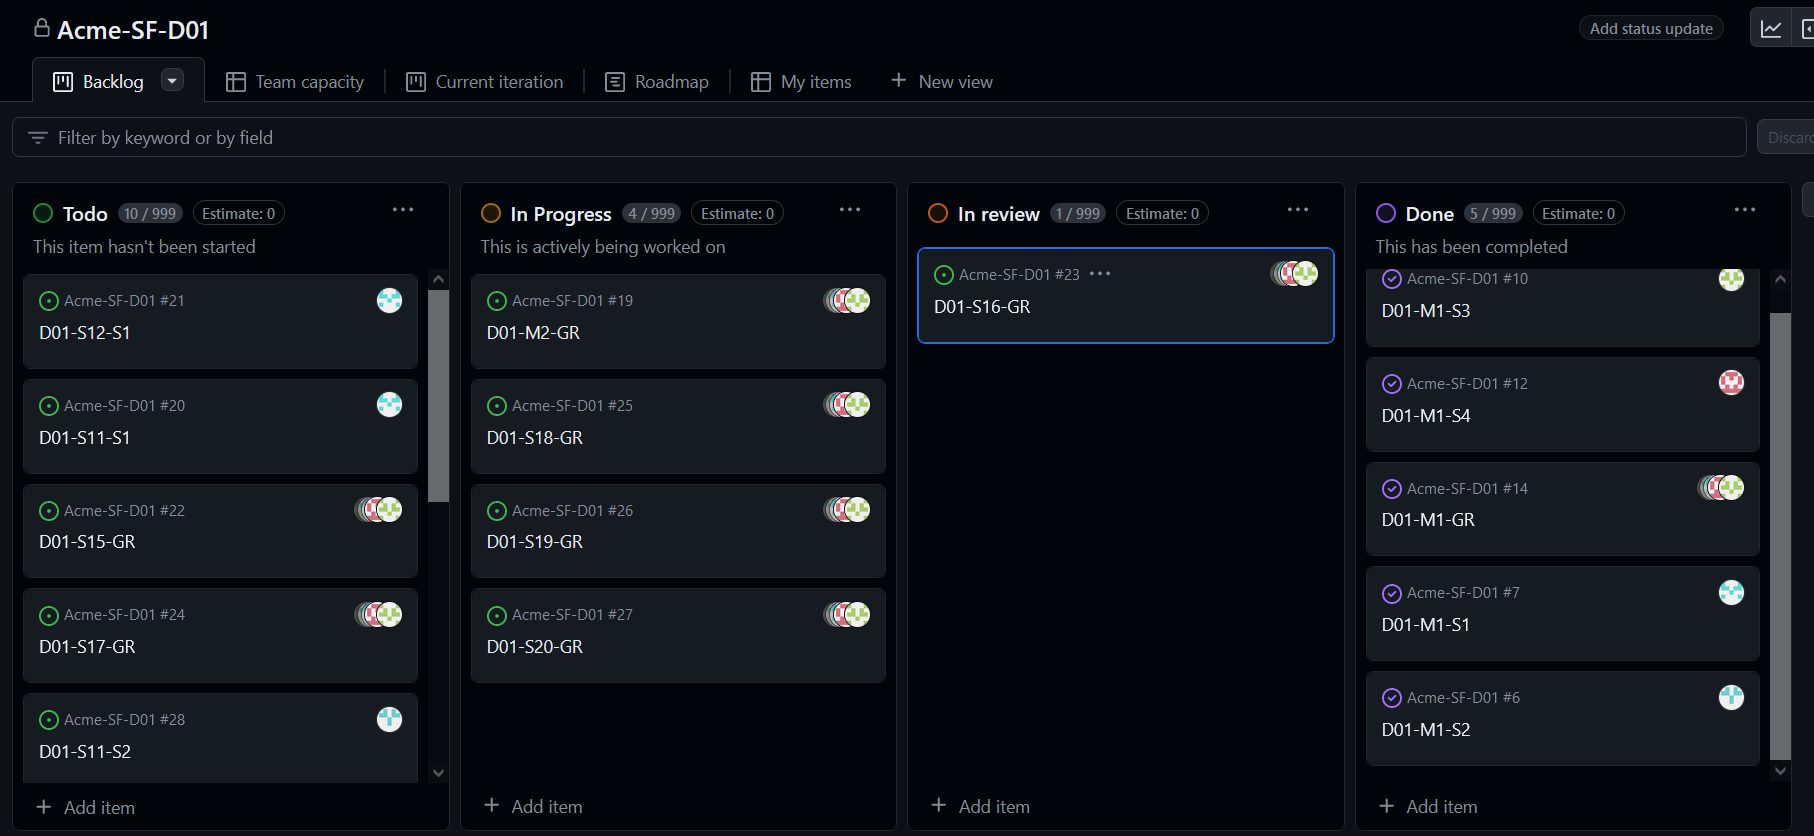 Acme-SF-D01
Add status update
Backlog
Team capacity
Current iteration
Roadmap
My items
+ New view
Filter by keyword or by field
Todo 10 / 999 Estimate: 0
This item hasn't been started
Acme-SF-D01 #21
D01-S12-S1
Acme-SF-D01 #20
D01-S11-S1
Acme-SF-D01 #22
D01-S15-GR
Acme-SF-D01 #24
D01-S17-GR
Acme-SF-D01 #28
D01-S11-S2
+ Add item
In Progress 4 / 999 Estimate: 0
This is actively being worked on
Acme-SF-D01 #19
D01-M2-GR
Acme-SF-D01 #25
D01-S18-GR
Acme-SF-D01 #26
D01-S19-GR
Acme-SF-D01 #27
D01-S20-GR
+ Add item
In review 1 / 999 Estimate: 0
Acme-SF-D01 #23
D01-S16-GR
+ Add item
Done 5 / 999 Estimate: 0
This has been completed
Acme-SF-D01 #10
D01-M1-S3
Acme-SF-D01 #12
D01-M1-S4
Acme-SF-D01 #14
D01-M1-GR
Acme-SF-D01 #7
D01-M1-S1
Acme-SF-D01 #6
D01-M1-S2
+ Add item